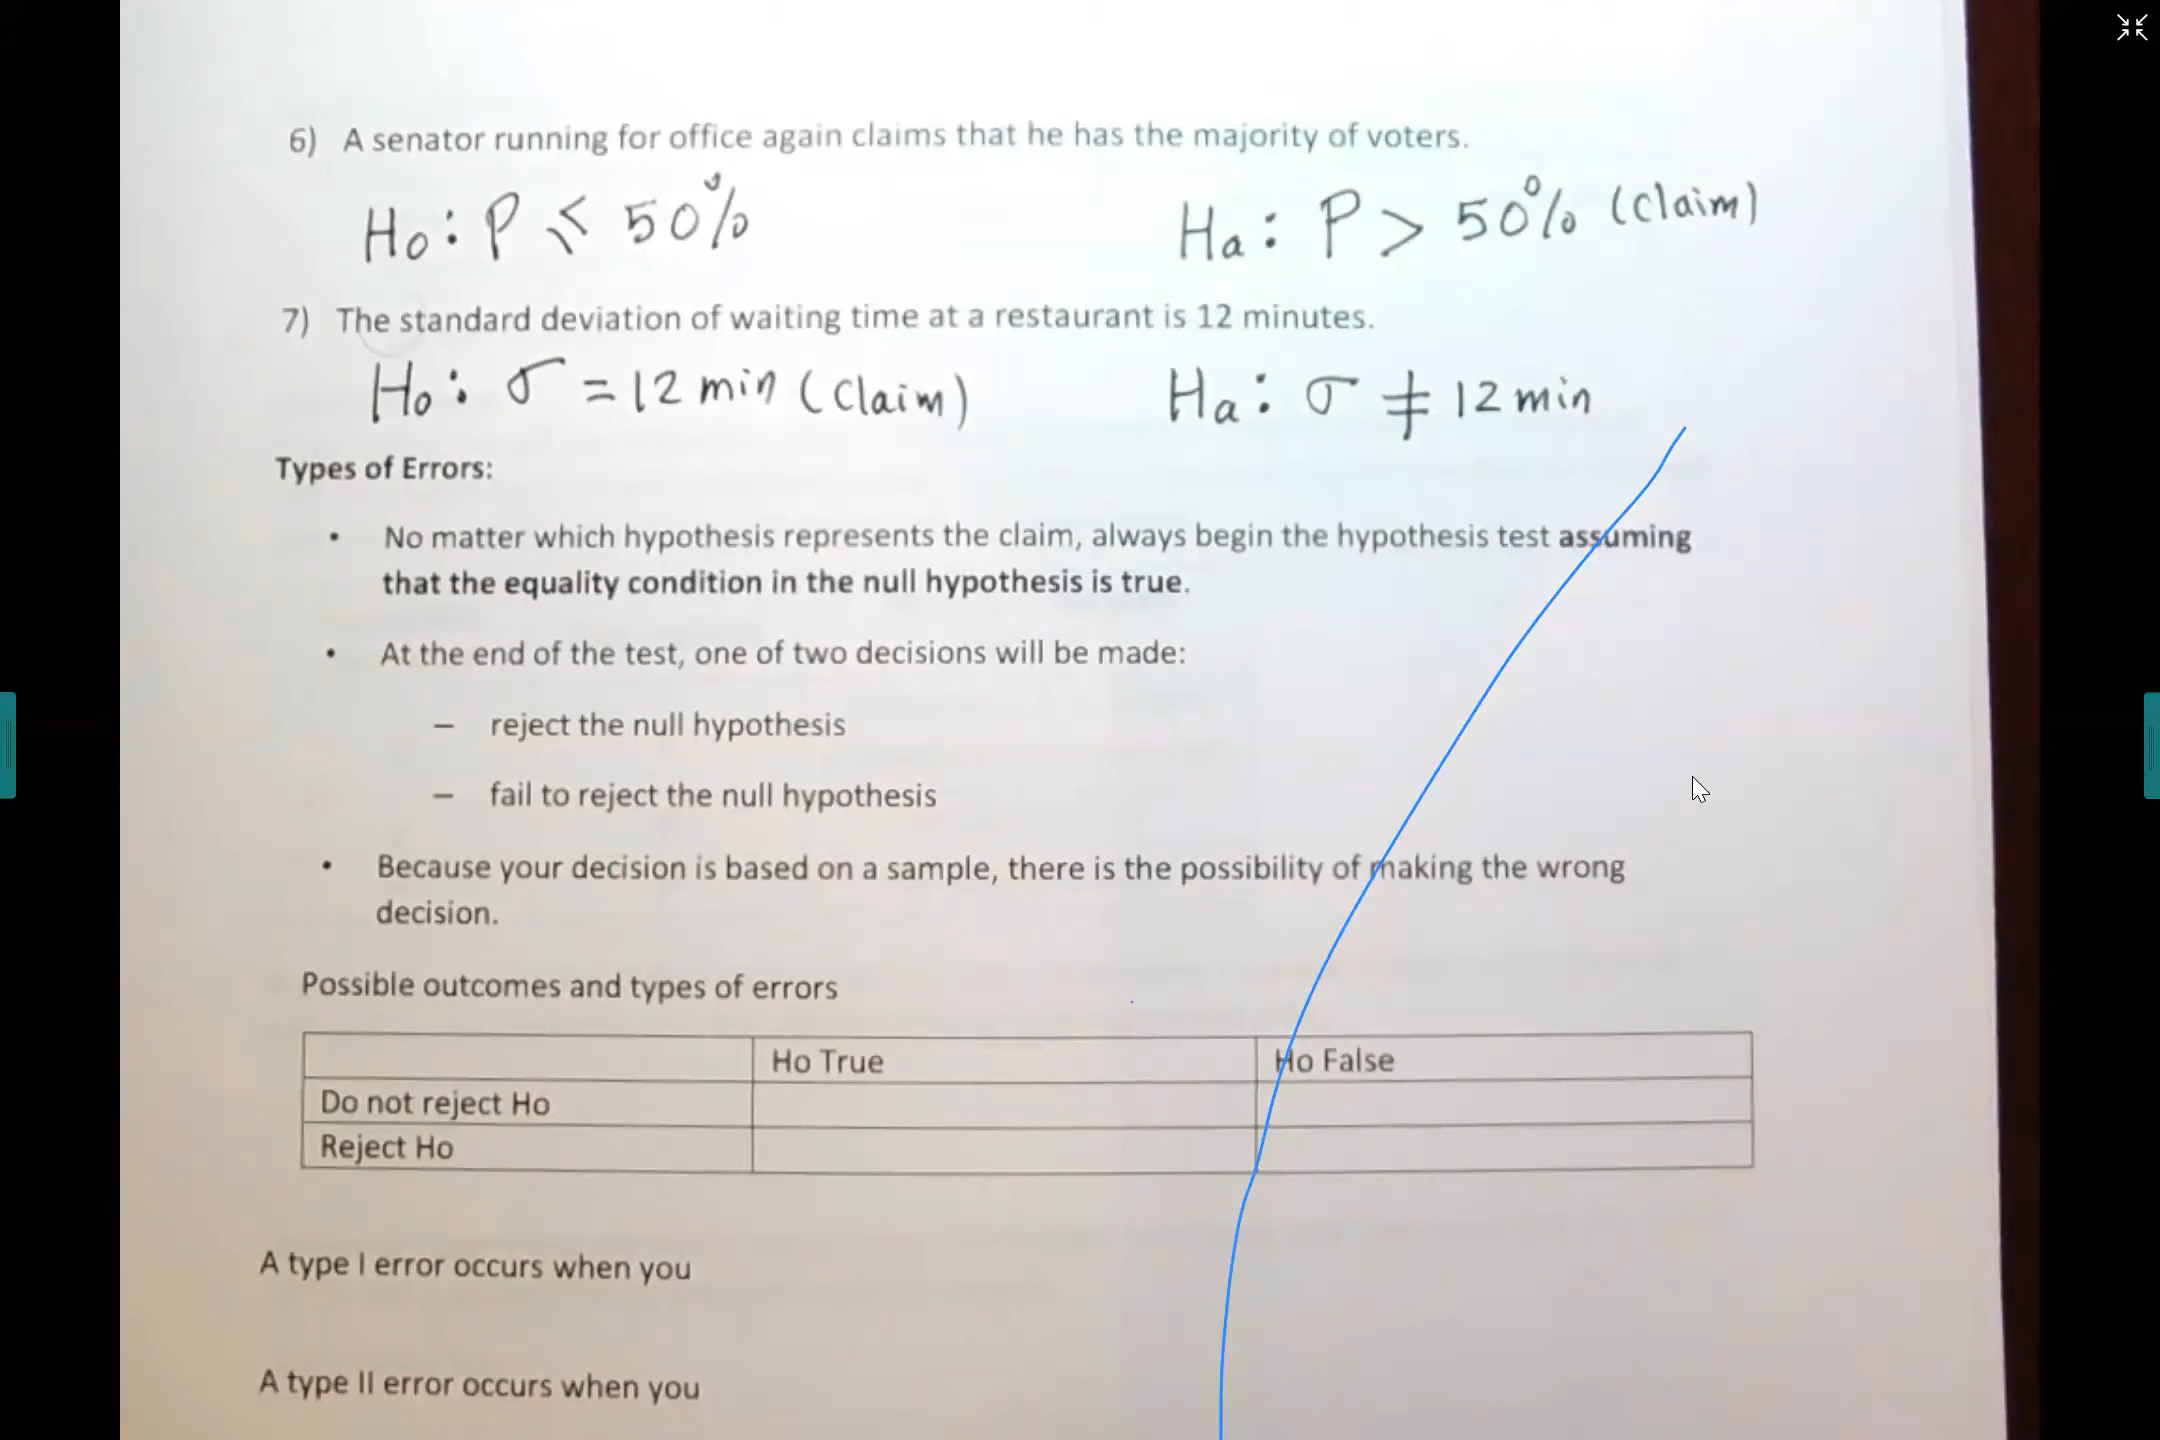 6) A senator running for office again claims that he has the majority of voters.
Ho: P ≤ 50% Ha: P > 50% (claim)
7) The standard deviation of waiting time at a restaurant is 12 minutes.
Ho: σ = 12 min (claim) Ha: σ ≠ 12 min
Types of Errors:
• No matter which hypothesis represents the claim, always begin the hypothesis test assuming
that the equality condition in the null hypothesis is true.
• At the end of the test, one of two decisions will be made:
– reject the null hypothesis
– fail to reject the null hypothesis
• Because your decision is based on a sample, there is the possibility of making the wrong
decision.
Possible outcomes and types of errors
Ho True Ho False
Do not reject Ho
Reject Ho
A type I error occurs when you
A type II error occurs when you